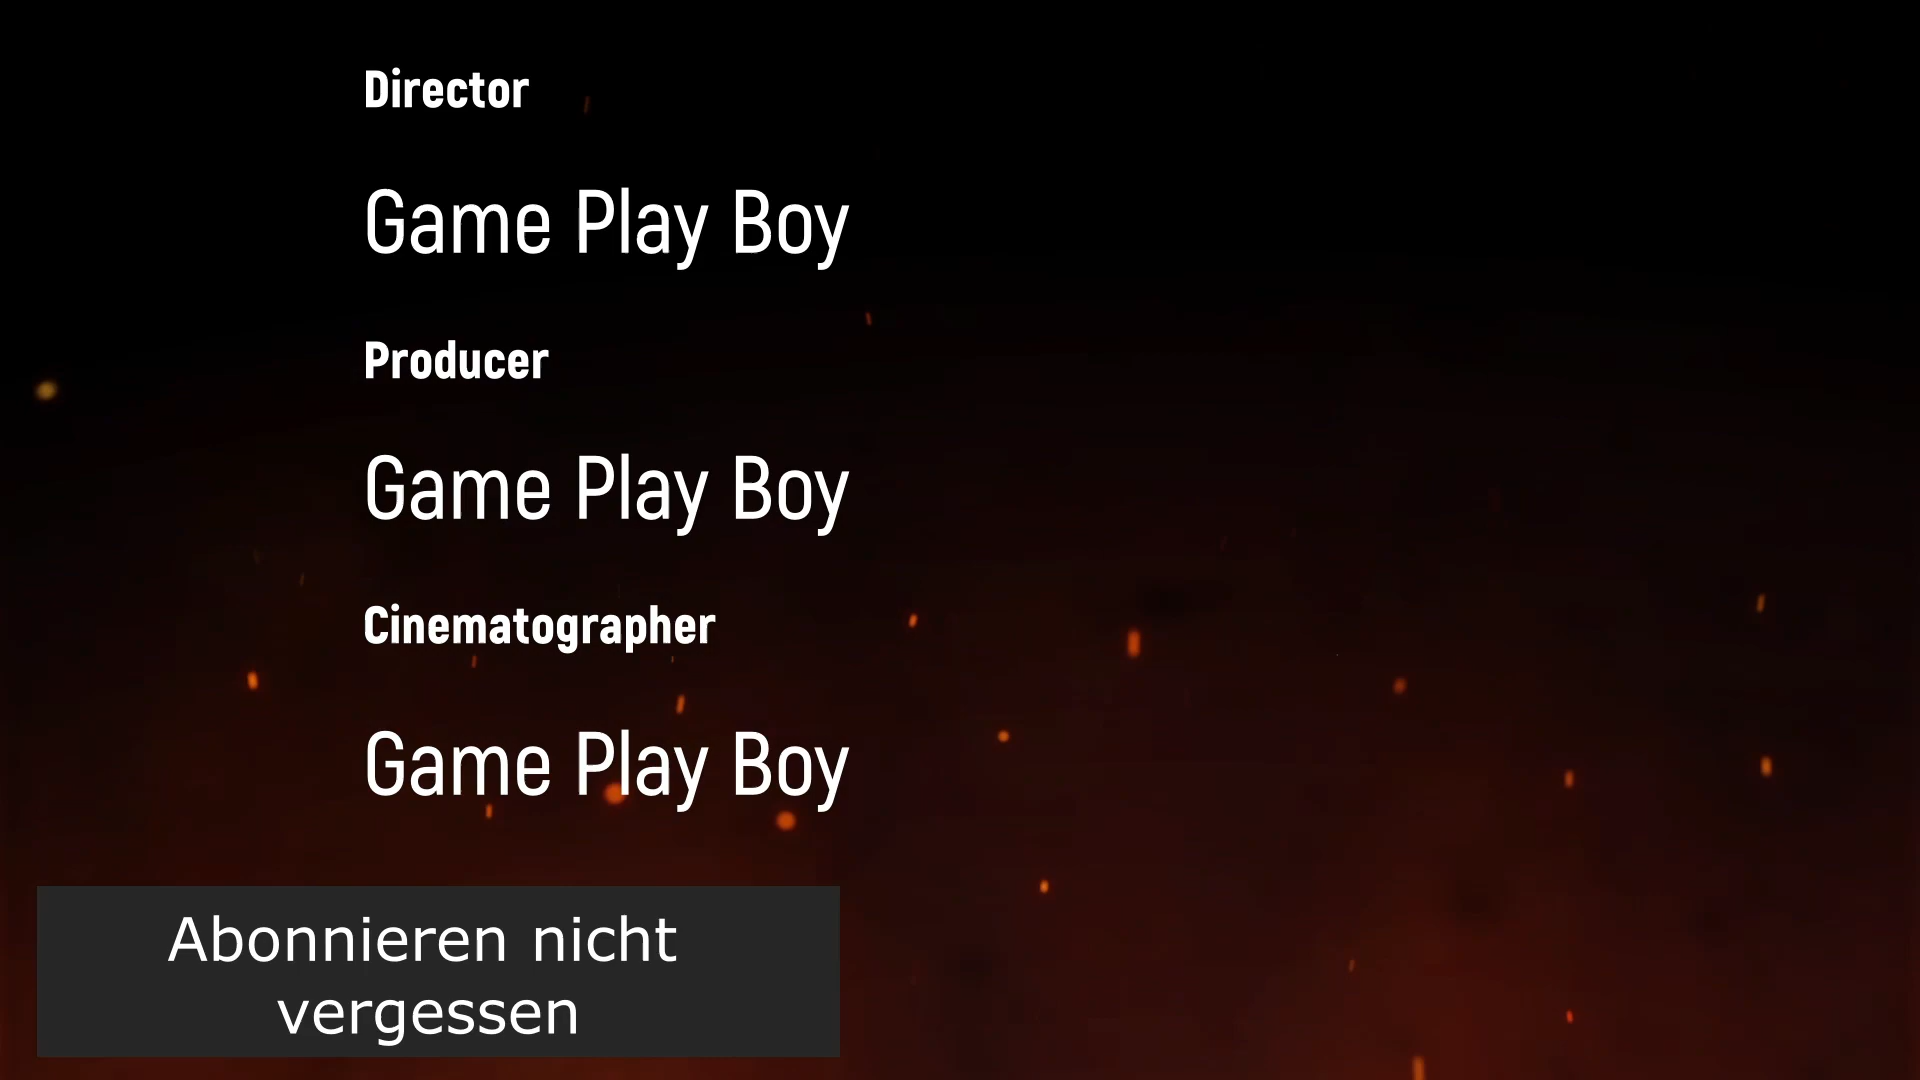 Director
Game Play Boy
Producer
Game Play Boy
Cinematographer
Game Play Boy
Abonnieren nicht
vergessen